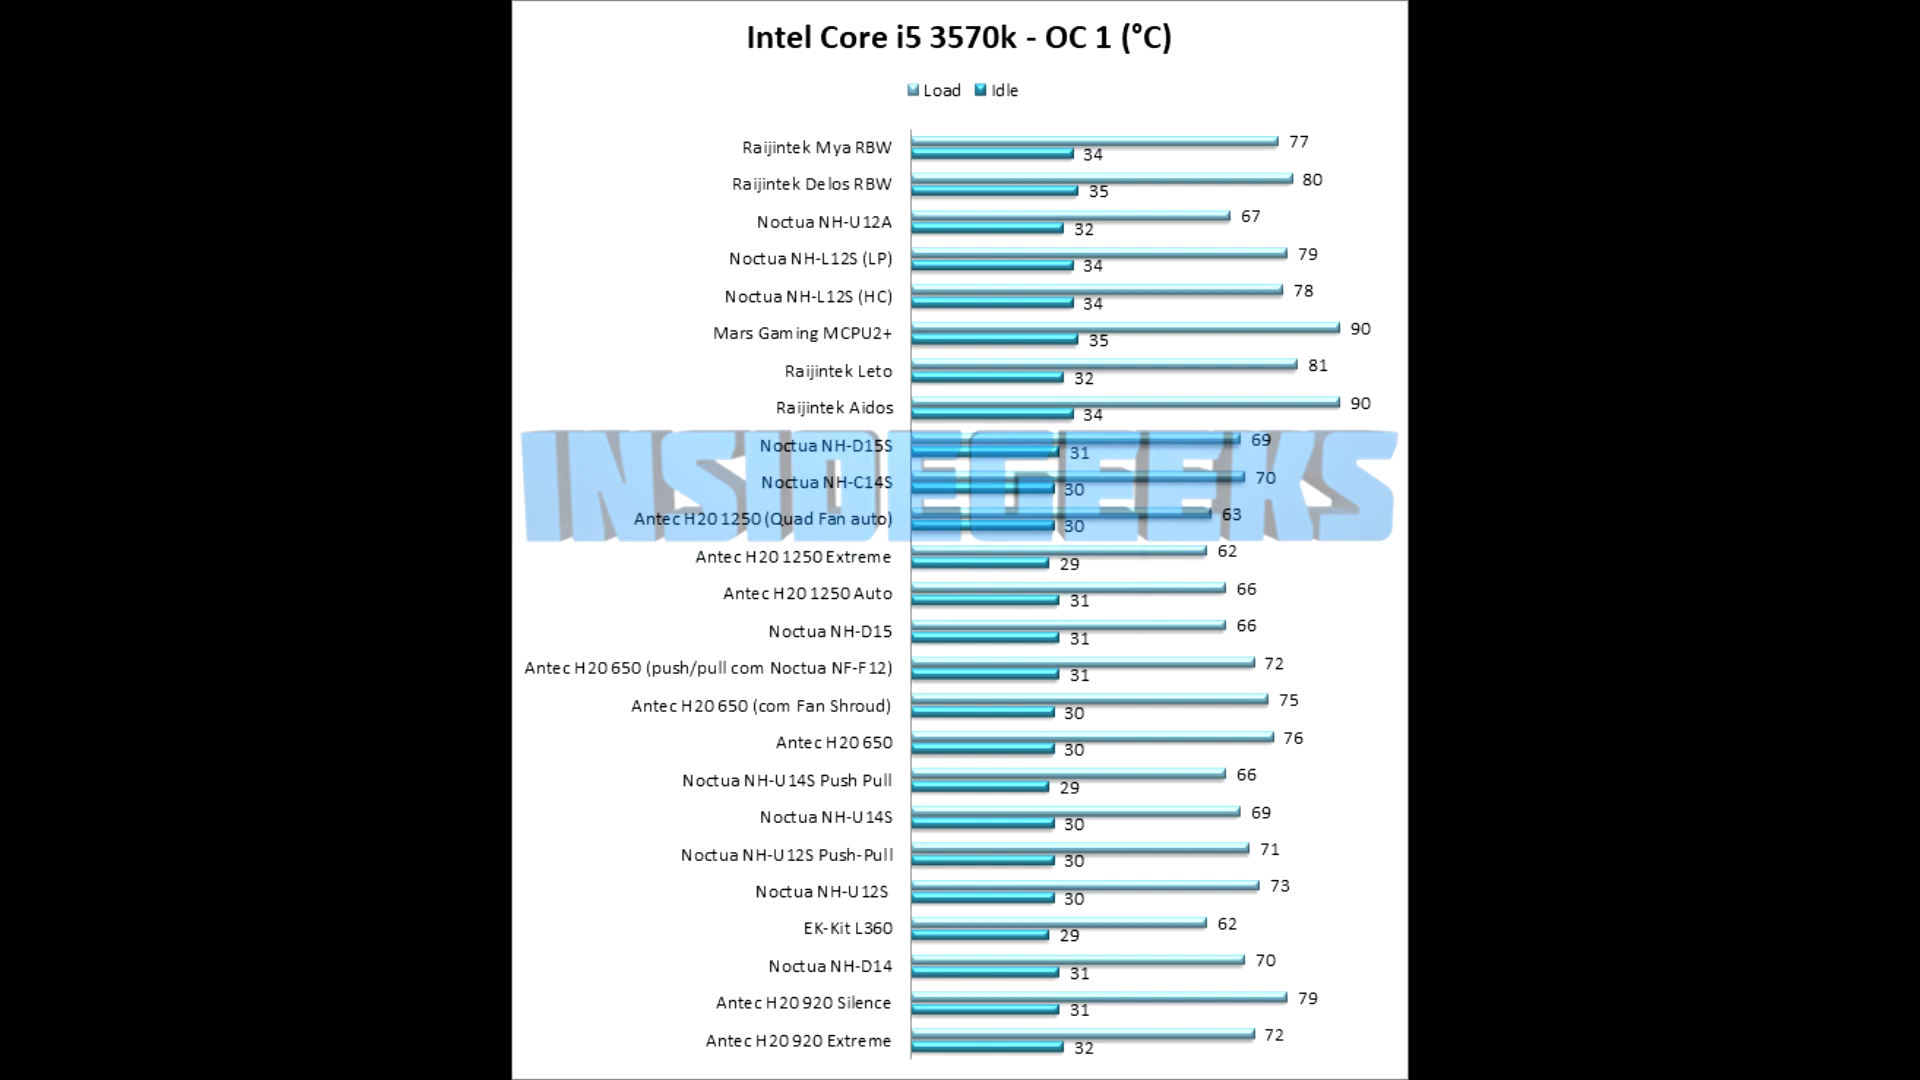 Intel Core i5 3570k - OC 1 (°C)
Load Idle
Raijintek Mya RBW 77 34
Raijintek Delos RBW 80 35
Noctua NH-U12A 67 32
Noctua NH-L12S (LP) 79 34
Noctua NH-L12S (HC) 78 34
Mars Gaming MCPU2+ 90 35
Raijintek Leto 81 32
Raijintek Aidos 90 34
INSIDEGEEKS
Noctua NH-D15S 69 31
Noctua NH-C14S 70 30
Antec H20 1250 (Quad Fan auto) 63 30
Antec H20 1250 Extreme 62 29
Antec H20 1250 Auto 66 31
Noctua NH-D15 66 31
Antec H20 650 (push/pull com Noctua NF-F12) 72 31
Antec H20 650 (com Fan Shroud) 75 30
Antec H20 650 76 30
Noctua NH-U14S Push Pull 66 29
Noctua NH-U14S 69 30
Noctua NH-U12S Push-Pull 71 30
Noctua NH-U12S 73 30
EK-Kit L360 62 29
Noctua NH-D14 70 31
Antec H20 920 Silence 79 31
Antec H20 920 Extreme 72 32